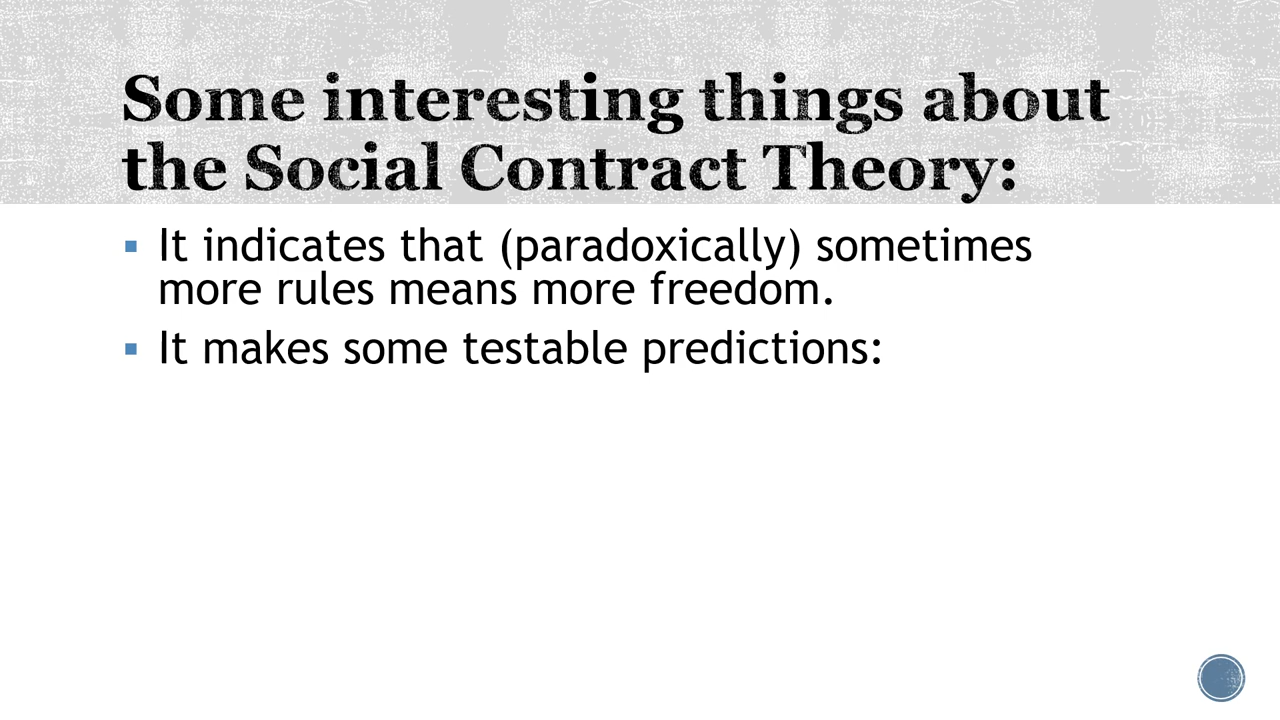 Some interesting things about
the Social Contract Theory:
▪ It indicates that (paradoxically) sometimes
more rules means more freedom.
▪ It makes some testable predictions: